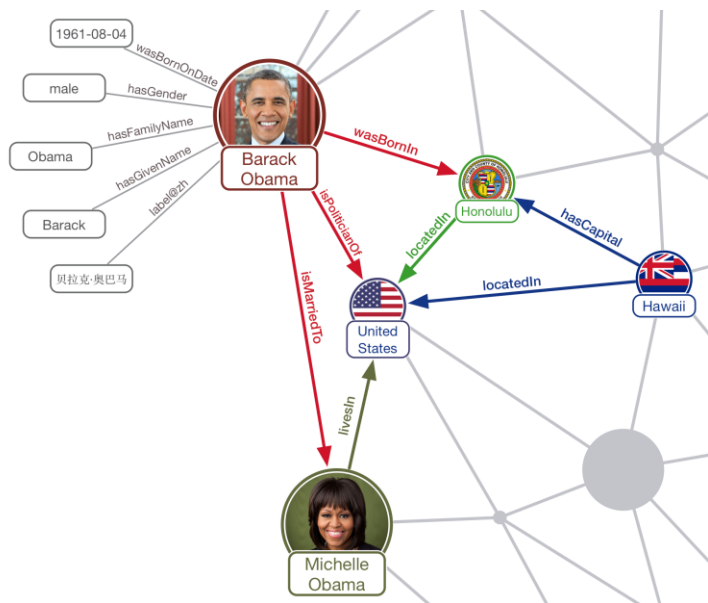 1961-08-04
wasBornOnDate
male
hasGender
hasFamilyName
Obama
hasGivenName
Barack
label@zh
贝拉克·奥巴马
Barack
Obama
wasBornIn
isPoliticianOf
isMarriedTo
Honolulu
locatedIn
hasCapital
locatedIn
Hawaii
United
States
livesIn
Michelle
Obama